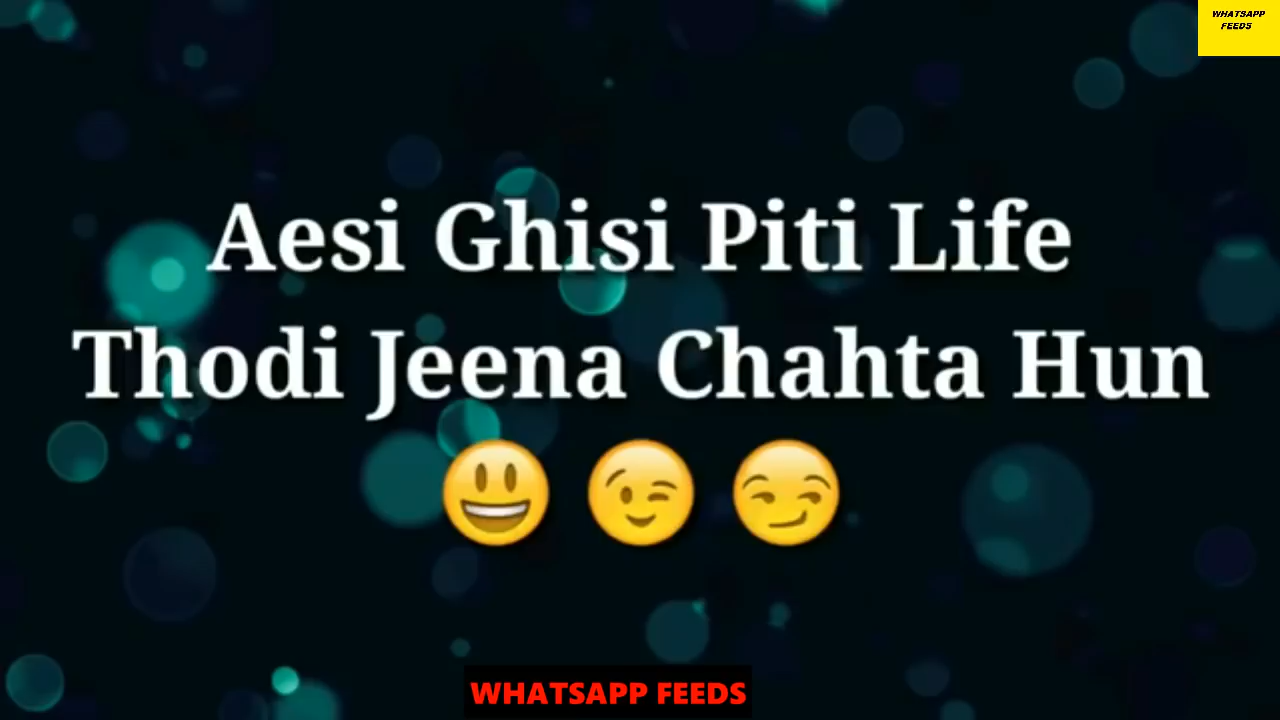 WHATSAPP
FEEDS
Aesi Ghisi Piti Life
Thodi Jeena Chahta Hun
😃 😉 😏
WHATSAPP FEEDS